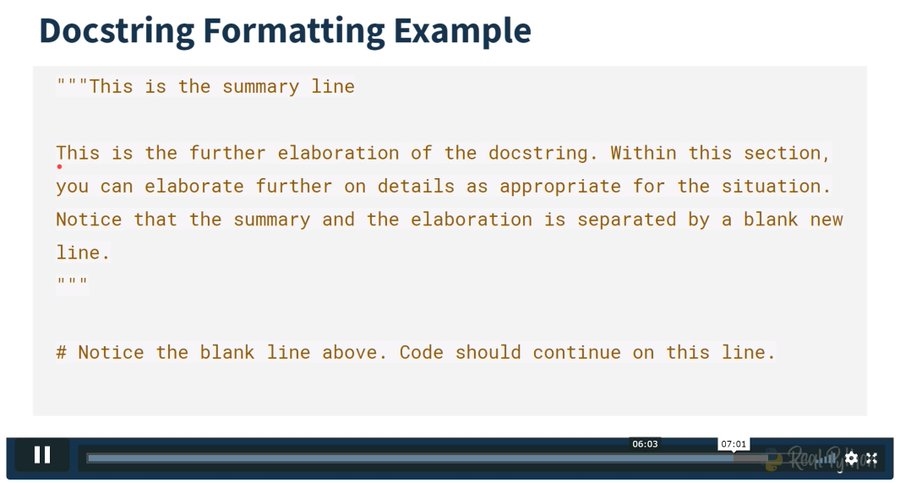 Docstring Formatting Example
"""This is the summary line
This is the further elaboration of the docstring. Within this section,
you can elaborate further on details as appropriate for the situation.
Notice that the summary and the elaboration is separated by a blank new
line.
"""
# Notice the blank line above. Code should continue on this line.
06:03
07:01
Real Python